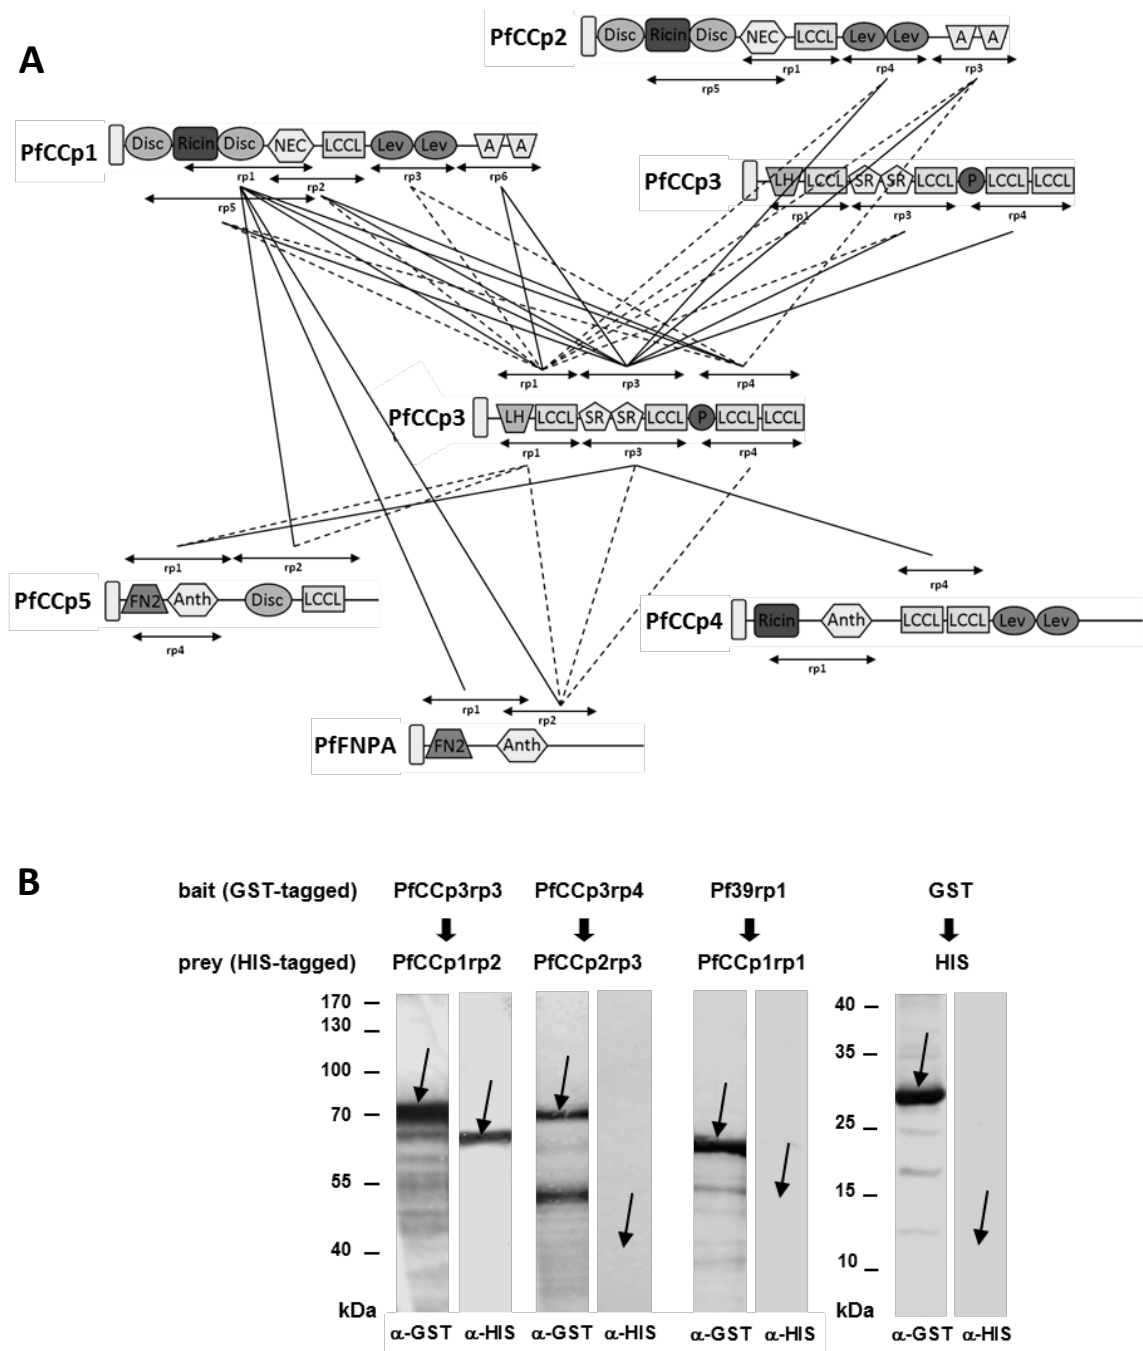 A
PfCCp2 Disc Ricin Disc NEC LCCL Lev Lev A A
rp1 rp4 rp3
rp5
PfCCp1 Disc Ricin Disc NEC LCCL Lev Lev A A
rp1 rp2 rp3 rp6
rp5
PfCCp3 LH LCCL SR SR LCCL P LCCL LCCL
rp1 rp3 rp4
rp1 rp3 rp4
PfCCp3 LH LCCL SR SR LCCL P LCCL LCCL
rp1 rp3 rp4
rp1 rp2
PfCCp5 FN2 Anth Disc LCCL
rp4
rp4
PfCCp4 Ricin Anth LCCL LCCL Lev Lev
rp1
rp1 rp2
PfFNPA FN2 Anth
B
bait (GST-tagged) PfCCp3rp3 PfCCp3rp4 Pf39rp1 GST
prey (HIS-tagged) PfCCp1rp2 PfCCp2rp3 PfCCp1rp1 HIS
170
130
100
70
55
40
kDa
40
35
25
15
10
kDa
α-GST α-HIS α-GST α-HIS α-GST α-HIS α-GST α-HIS